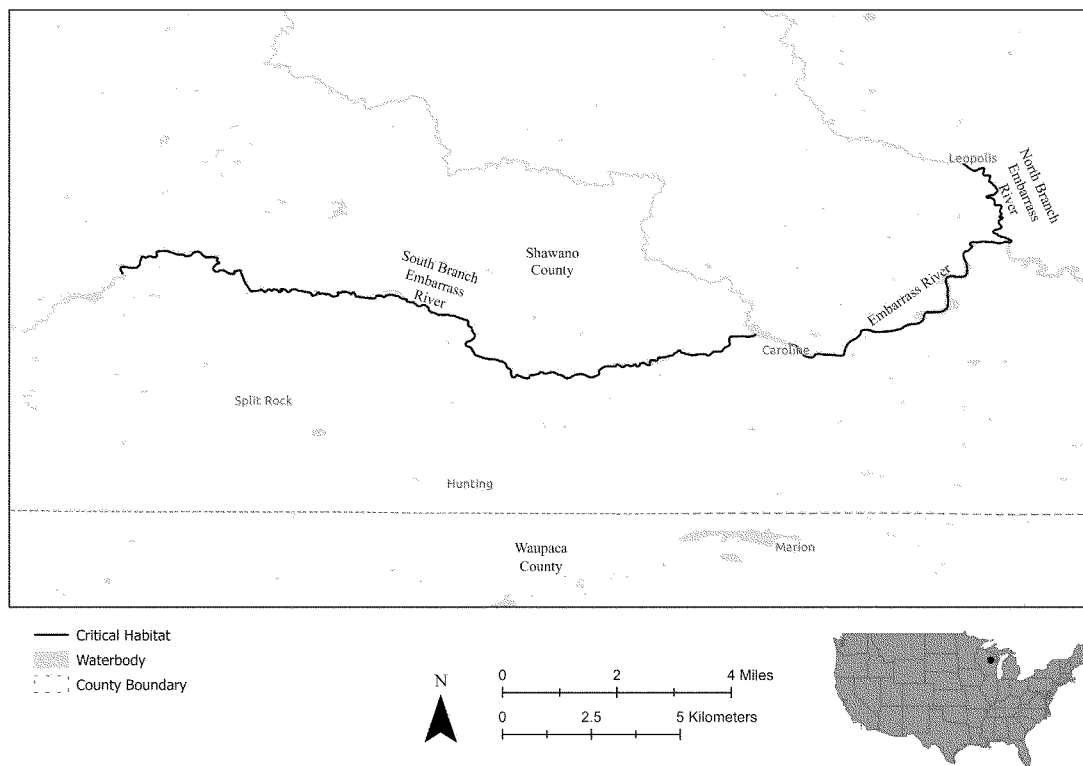 Leopolis
North Branch
Embarrass
River
South Branch
Embarrass
River
Shawano
County
Embarrass River
Caroline
Split Rock
Hunting
Waupaca
County
Marion
Critical Habitat
Waterbody
County Boundary
N
0 2 4 Miles
0 2.5 5 Kilometers